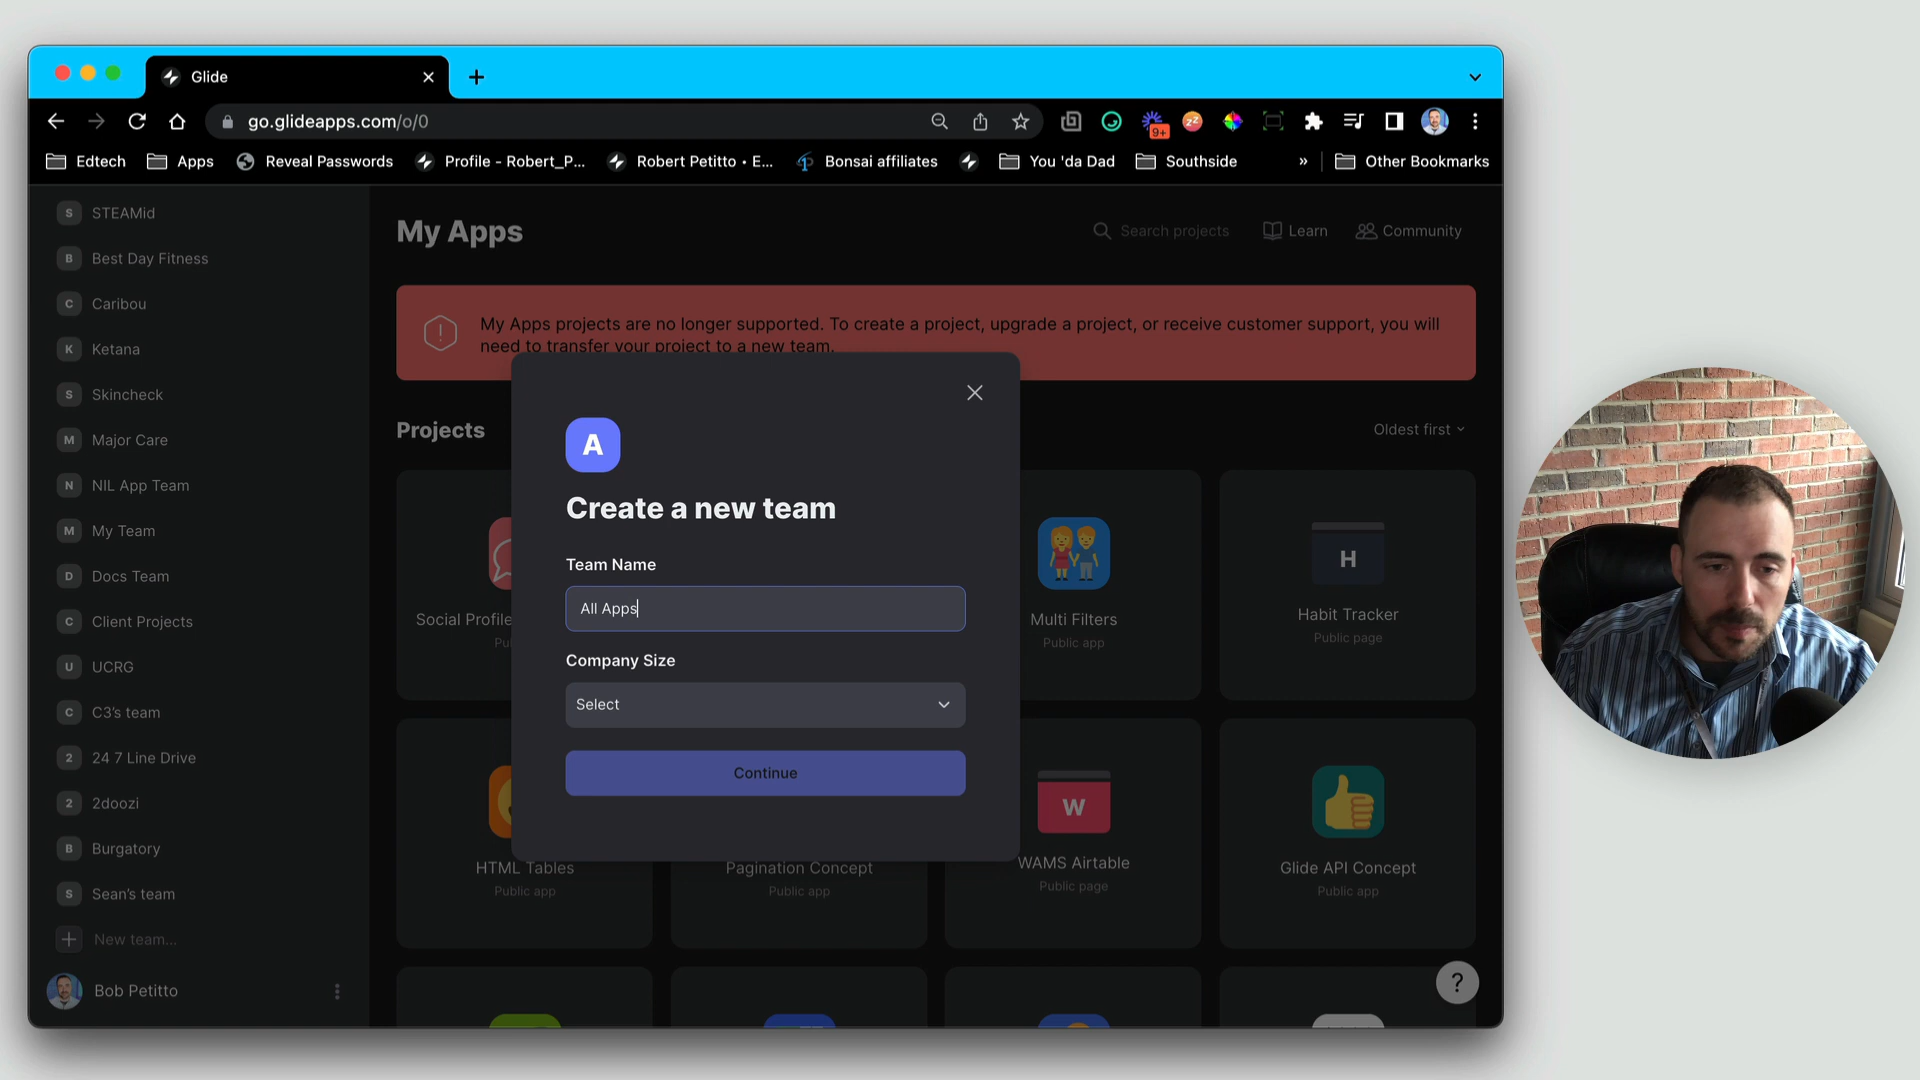 Glide
go.glideapps.com/o/0
9+
Edtech
Apps
Reveal Passwords
Profile - Robert_P...
Robert Petitto • E...
Bonsai affiliates
You 'da Dad
Southside
»
Other Bookmarks
S STEAMid
B Best Day Fitness
C Caribou
K Ketana
S Skincheck
M Major Care
N NIL App Team
M My Team
D Docs Team
C Client Projects
U UCRG
C C3's team
2 24 7 Line Drive
2 2doozi
B Burgatory
S Sean's team
+ New team...
Bob Petitto
My Apps
Search projects
Learn
Community
My Apps projects are no longer supported. To create a project, upgrade a project, or receive customer support, you will
need to transfer your project to a new team.
Projects
Oldest first
A
Create a new team
Team Name
All Apps
Company Size
Select
Continue
Social Profile
Multi Filters
Public app
H
Habit Tracker
Public page
HTML Tables
Public app
Pagination Concept
Public app
W
WAMS Airtable
Public page
Glide API Concept
Public app
?